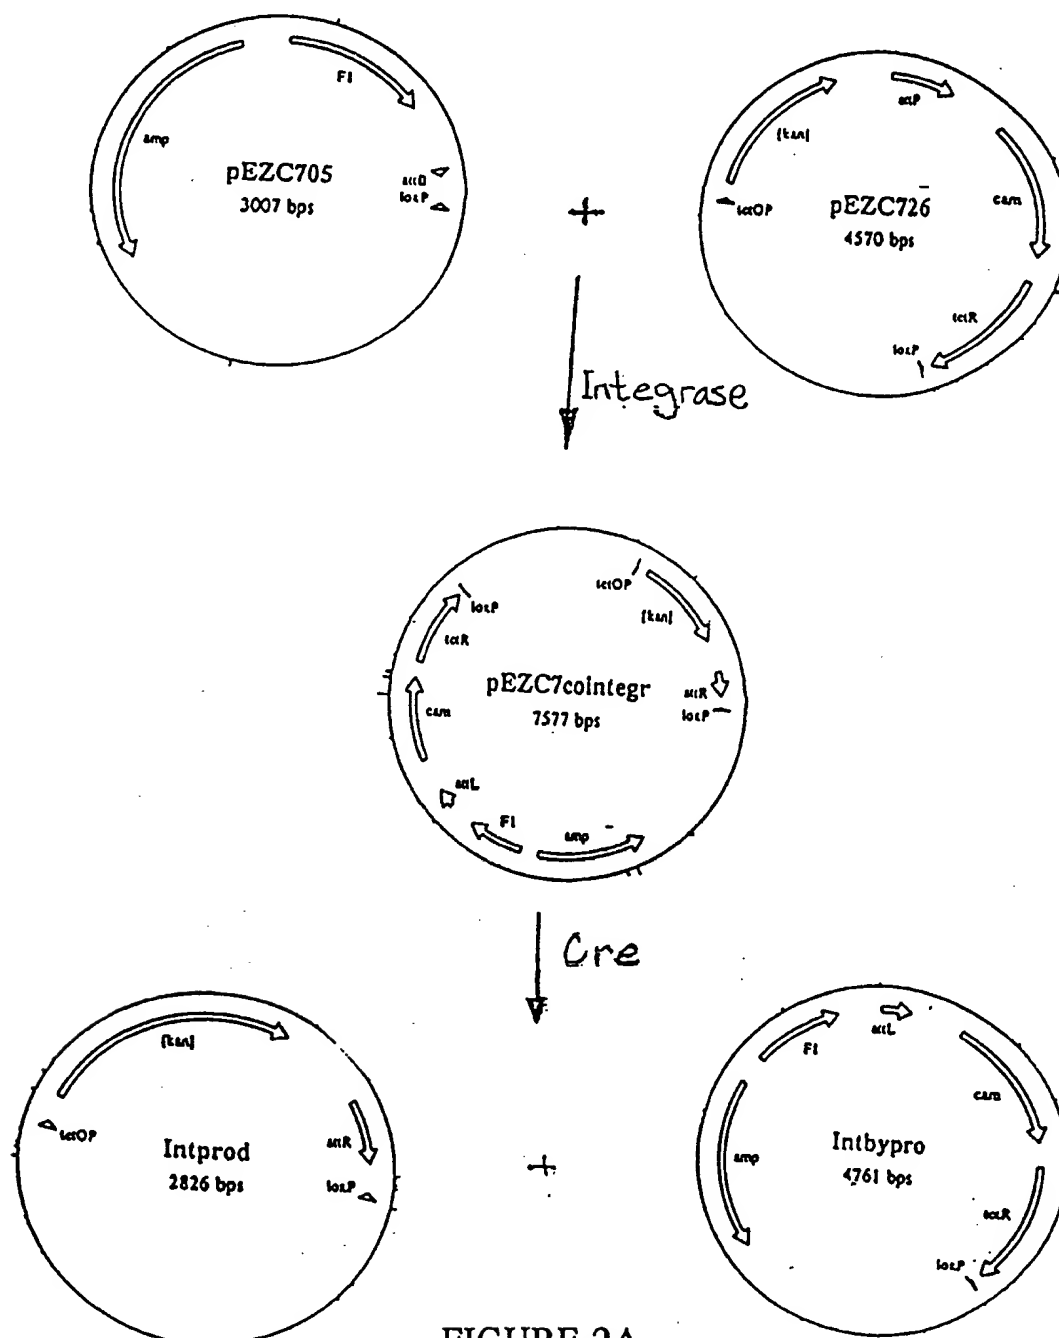 F1
amp
pEZC705
3007 bps
attB
loxP
+
attP
[kan]
cam
tetOP
pEZC726
4570 bps
tetR
loxP
Integrase
tetOP
loxP
[kan]
tetR
pEZC7cointegr
7577 bps
attR
loxP
cam
attL
F1
amp
Cre
[kan]
tetOP
attR
Intprod
2826 bps
loxP
+
attL
F1
cam
amp
Intbypro
4761 bps
tetR
loxP
FIGURE 2A